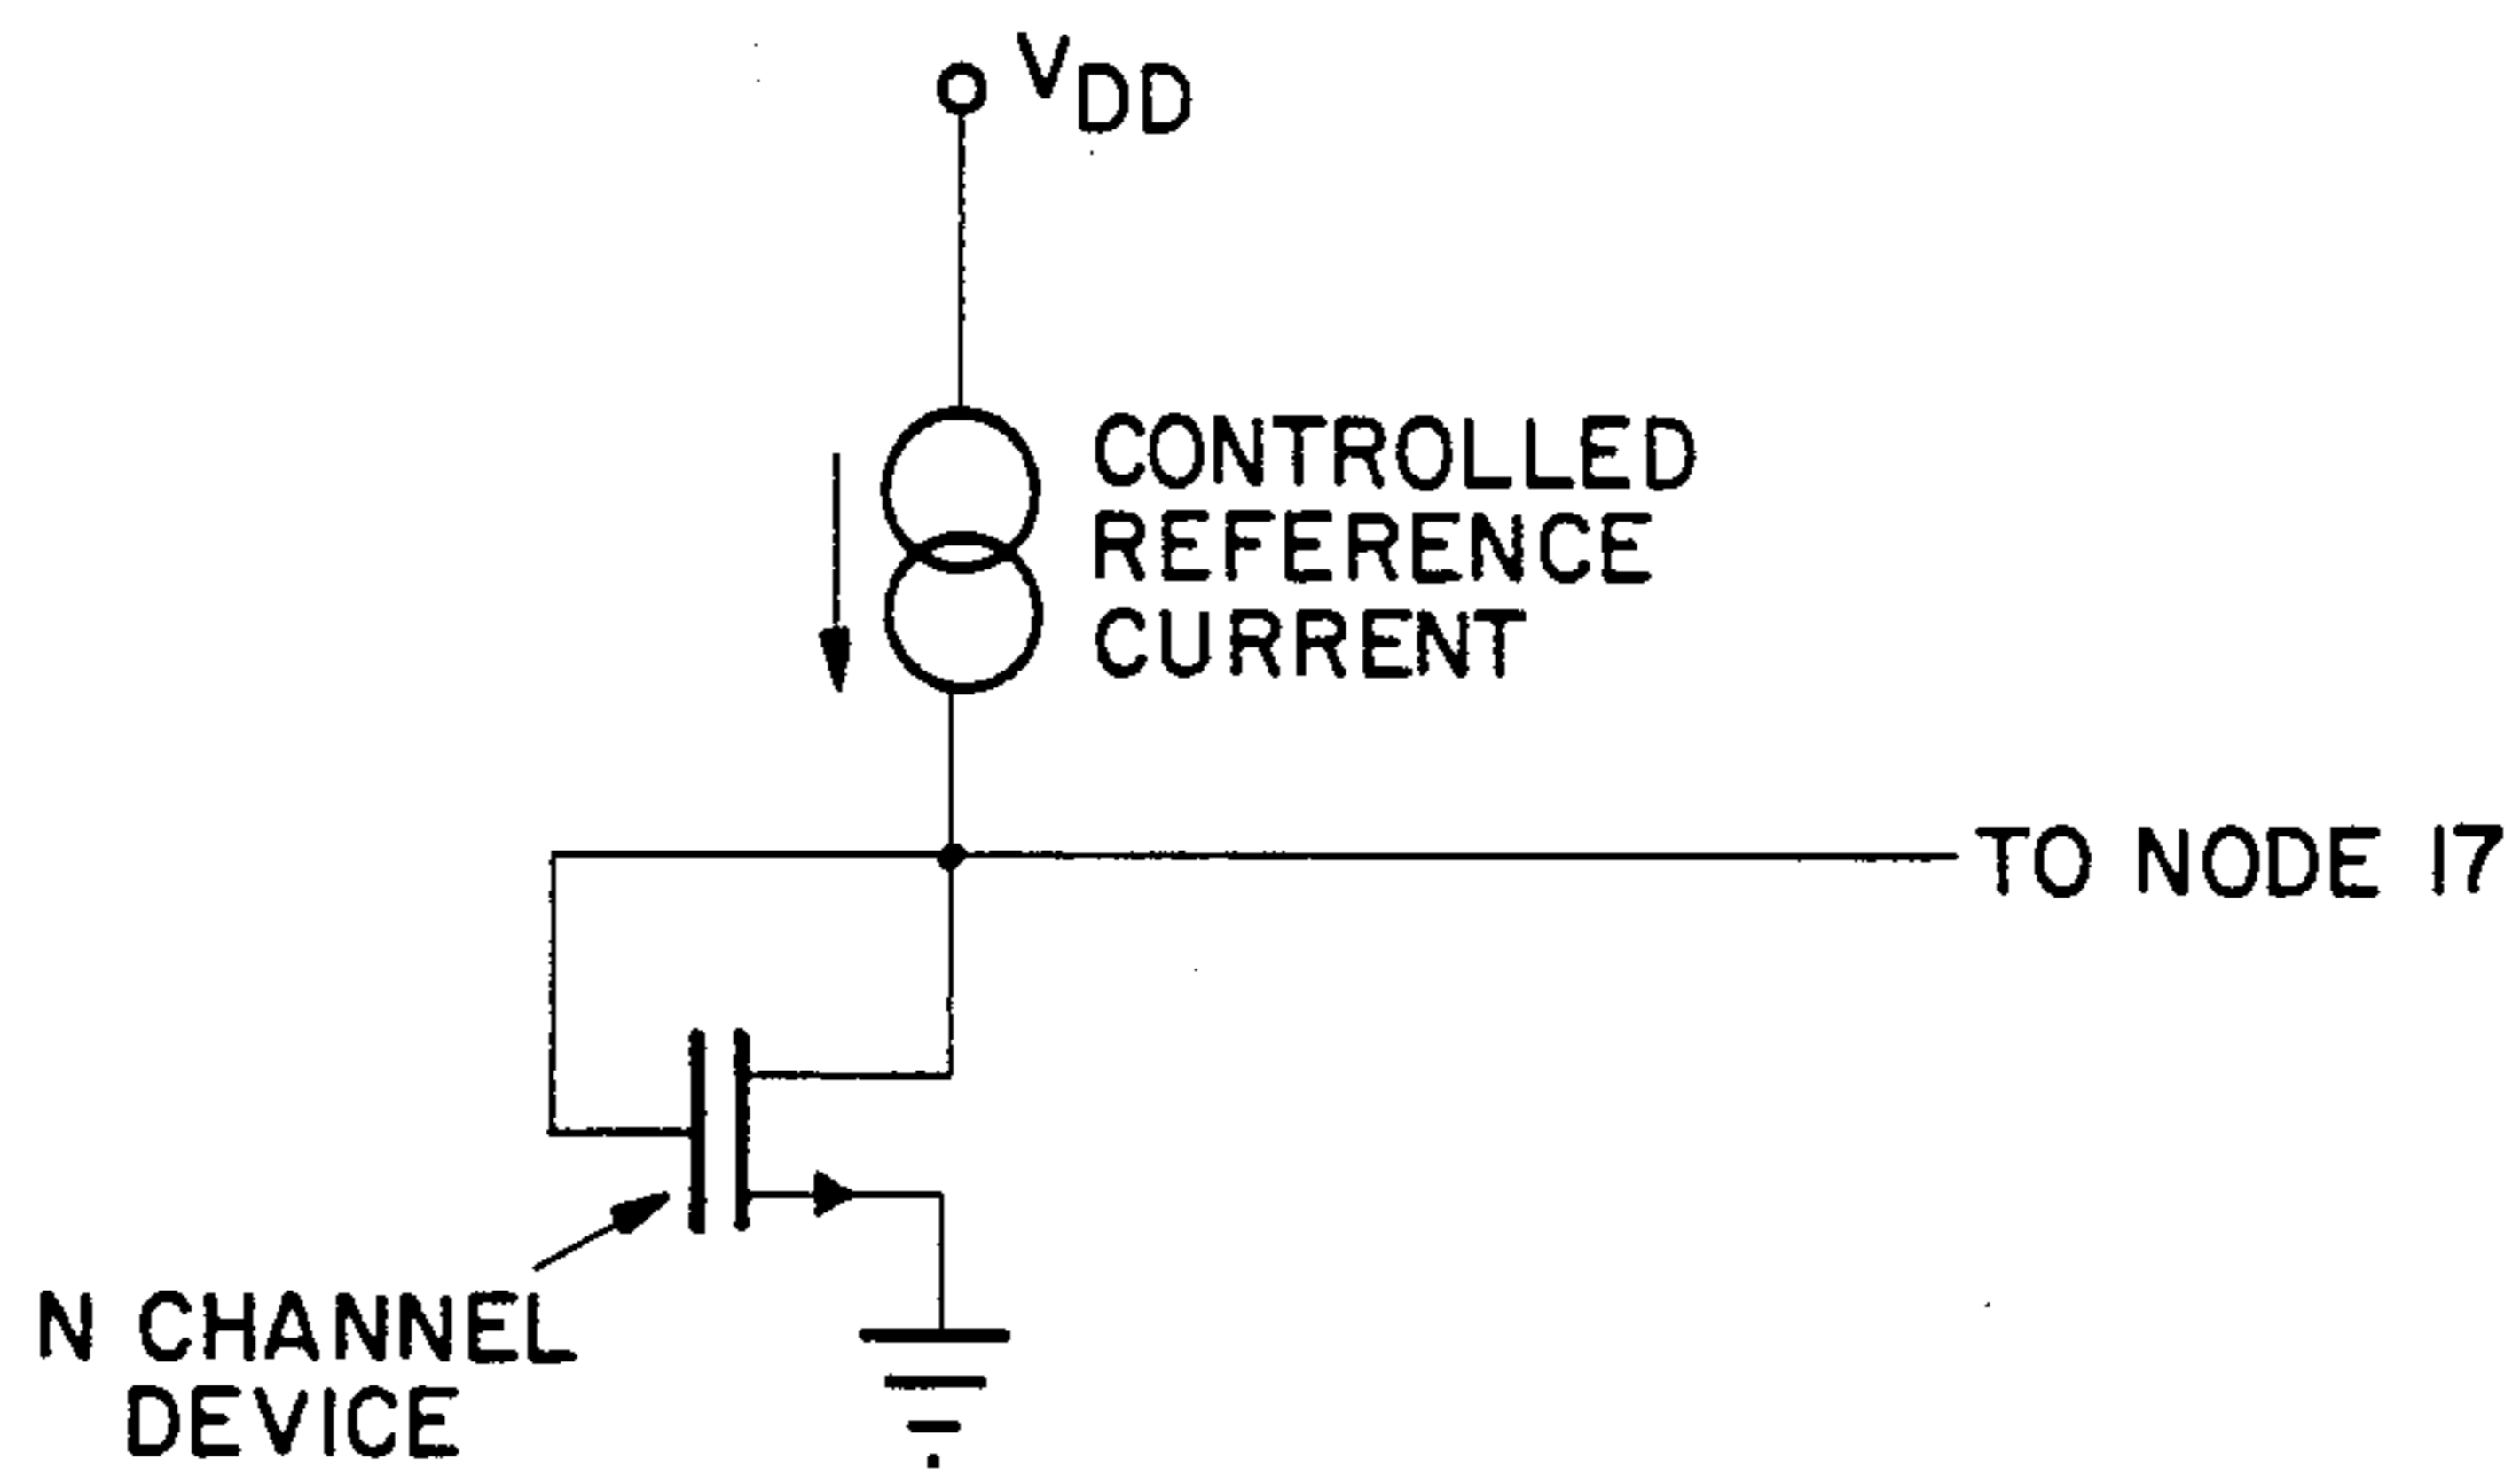 VDD
CONTROLLED
REFERENCE
CURRENT
TO NODE 17
N CHANNEL
DEVICE